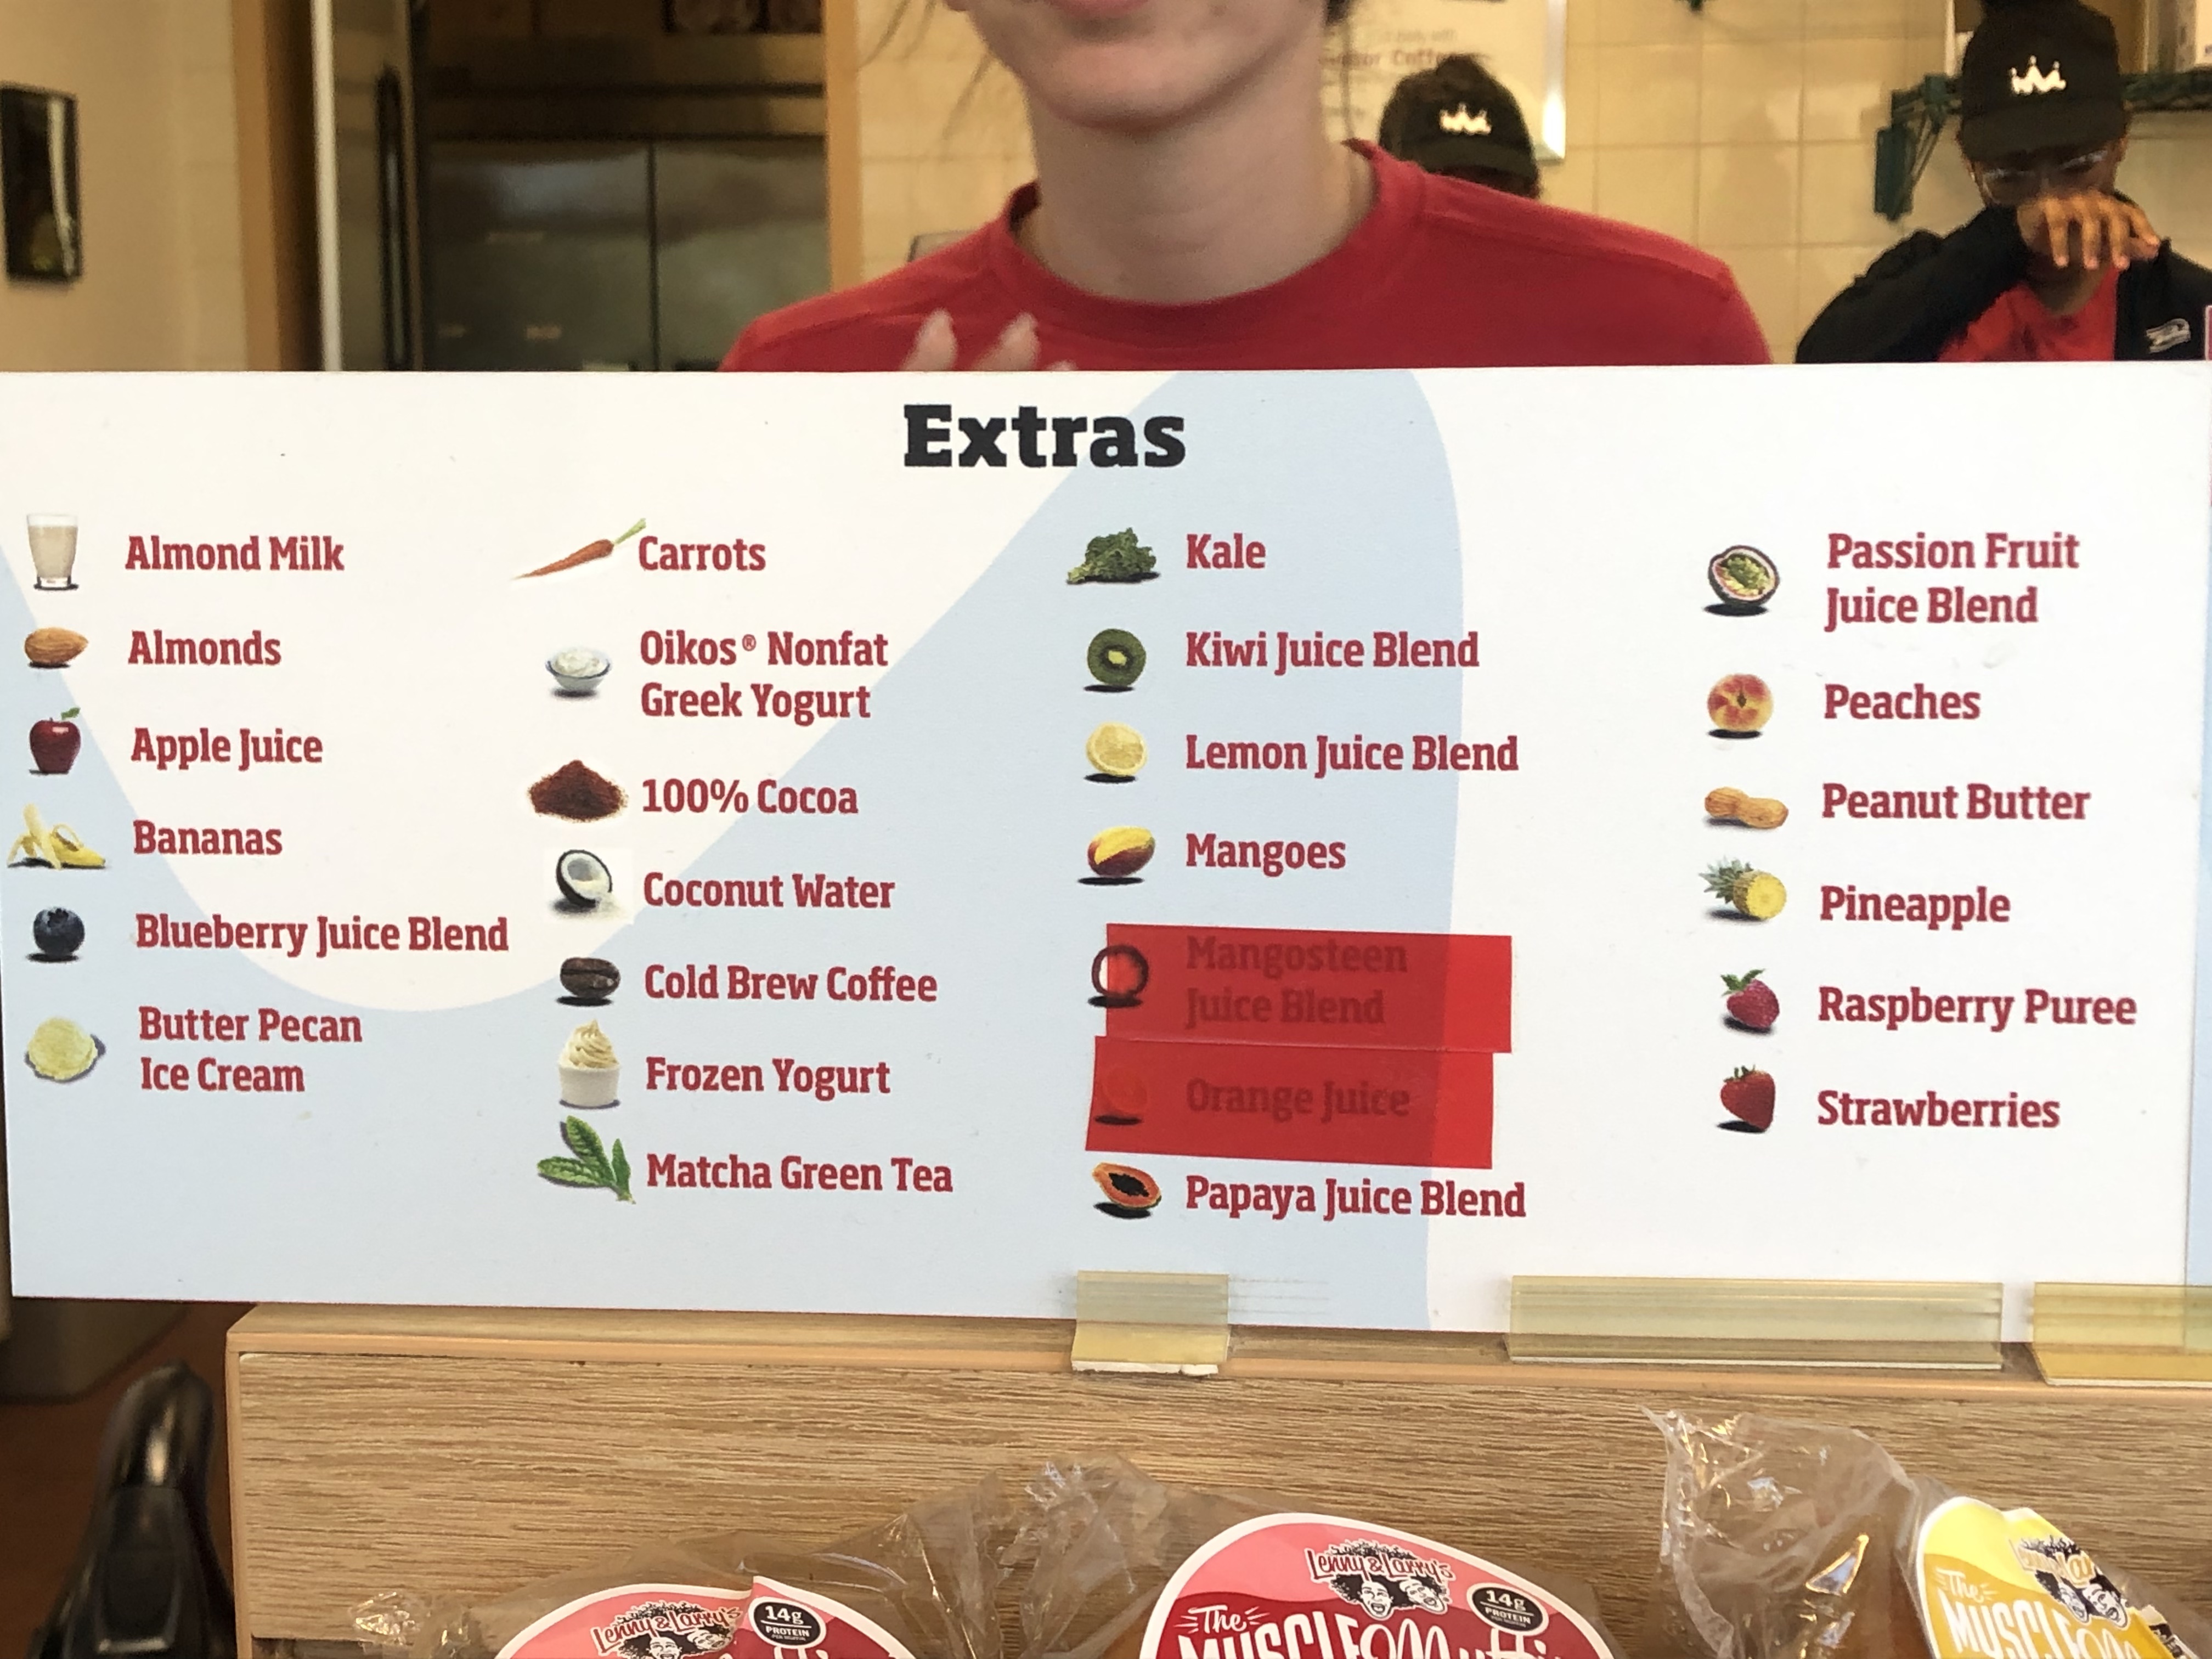 Extras
Almond Milk
Almonds
Apple Juice
Bananas
Blueberry Juice Blend
Butter Pecan
Ice Cream
Carrots
Oikos® Nonfat
Greek Yogurt
100% Cocoa
Coconut Water
Cold Brew Coffee
Frozen Yogurt
Matcha Green Tea
Kale
Kiwi Juice Blend
Lemon Juice Blend
Mangoes
Mangosteen
Juice Blend
Orange Juice
Papaya Juice Blend
Passion Fruit
Juice Blend
Peaches
Peanut Butter
Pineapple
Raspberry Puree
Strawberries
Lenny & Larry's
14g
PROTEIN
Lenny & Larry's
14g
PROTEIN
The
MUSCLE
The
MUSCLE